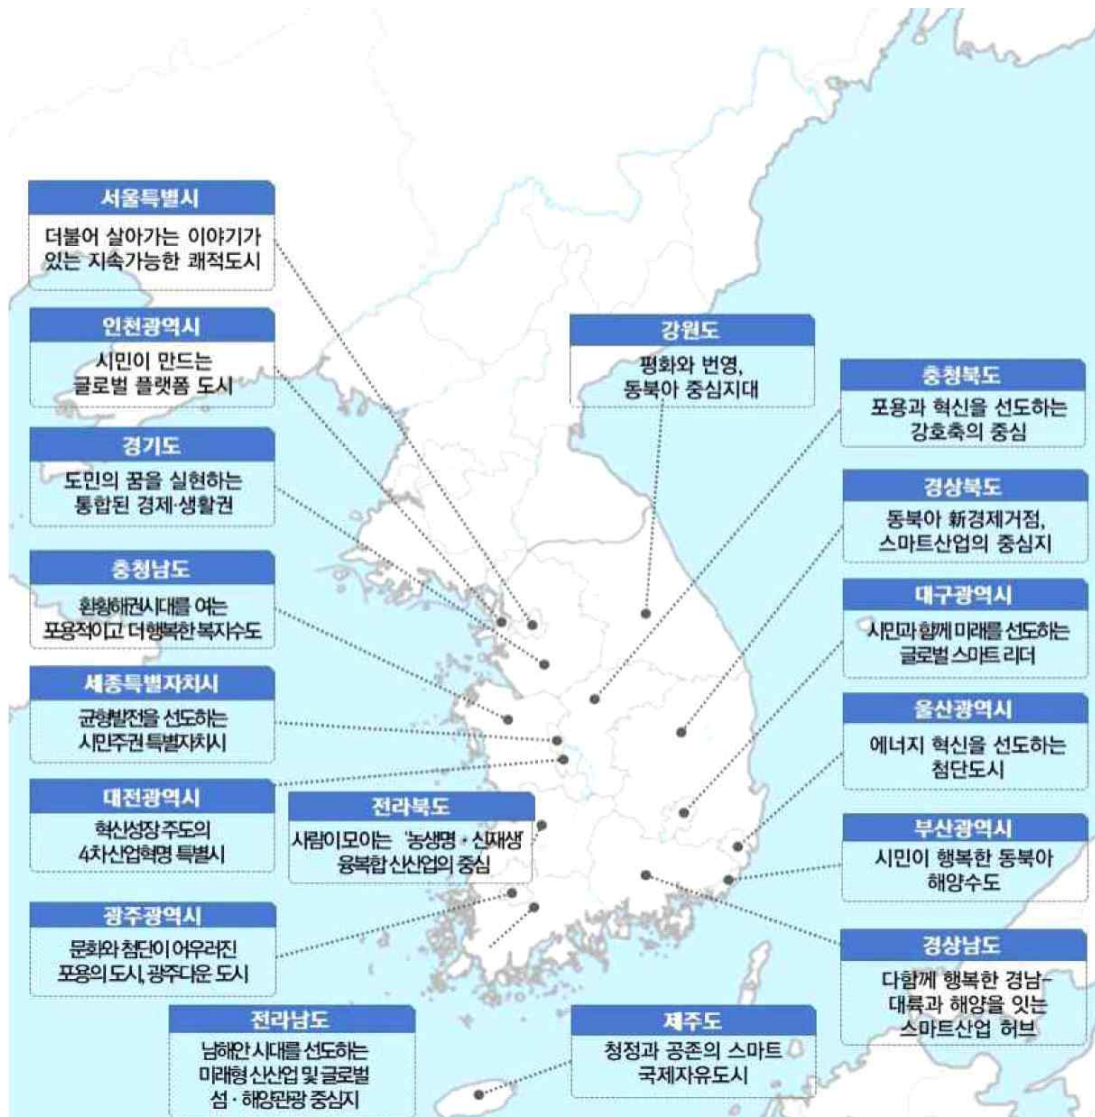 서울특별시
더불어 살아가는 이야기가
있는 지속가능한 쾌적도시
인천광역시
시민이 만드는
글로벌 플랫폼 도시
경기도
도민의 꿈을 실현하는
통합된 경제·생활권
충청남도
환황해권시대를 여는
포용적이고 더 행복한 복지수도
세종특별자치시
균형발전을 선도하는
시민주권 특별자치시
대전광역시
혁신성장 주도의
4차산업혁명 특별시
전라북도
사람이 모이는 '농생명·신재생'
융복합 신산업의 중심
광주광역시
문화와 첨단이 어우러진
포용의 도시, 광주다운 도시
전라남도
남해안 시대를 선도하는
미래형 신산업 및 글로벌
섬·해양관광 중심지
제주도
청정과 공존의 스마트
국제자유도시
강원도
평화와 번영,
동북아 중심지대
충청북도
포용과 혁신을 선도하는
강호축의 중심
경상북도
동북아 新경제거점,
스마트산업의 중심지
대구광역시
시민과 함께 미래를 선도하는
글로벌 스마트 리더
울산광역시
에너지 혁신을 선도하는
첨단도시
부산광역시
시민이 행복한 동북아
해양수도
경상남도
다함께 행복한 경남-
대륙과 해양을 잇는
스마트산업 허브